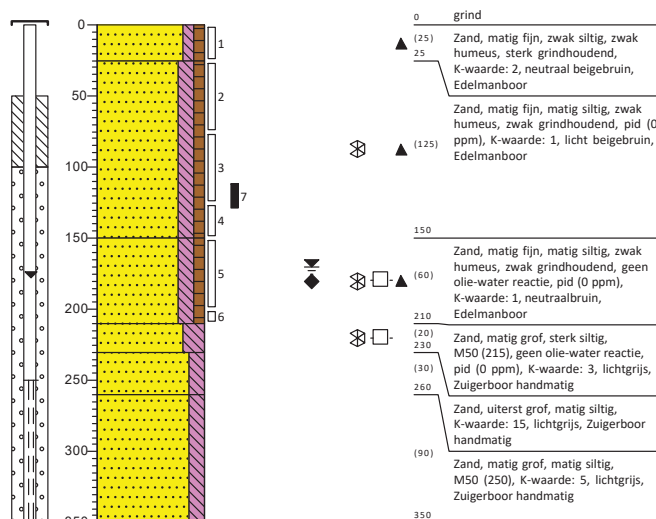 0
50
100
150
200
250
300
1
2
3
7
4
5
6
0 grind
(25) Zand, matig fijn, zwak siltig, zwak
25 humeus, sterk grindhoudend,
K-waarde: 2, neutraal beigebruin,
Edelmanboor
Zand, matig fijn, matig siltig, zwak
humeus, zwak grindhoudend, pid (0
(125) ppm), K-waarde: 1, licht beigebruin,
Edelmanboor
150
Zand, matig fijn, matig siltig, zwak
humeus, zwak grindhoudend, geen
(60) olie-water reactie, pid (0 ppm),
K-waarde: 1, neutraalbruin,
Edelmanboor
210
(20) Zand, matig grof, sterk siltig,
230 M50 (215), geen olie-water reactie,
(30) pid (0 ppm), K-waarde: 3, lichtgrijs,
Zuigerboor handmatig
260
Zand, uiterst grof, matig siltig,
K-waarde: 15, lichtgrijs, Zuigerboor
handmatig
(90)
Zand, matig grof, matig siltig,
M50 (250), K-waarde: 5, lichtgrijs,
Zuigerboor handmatig
350